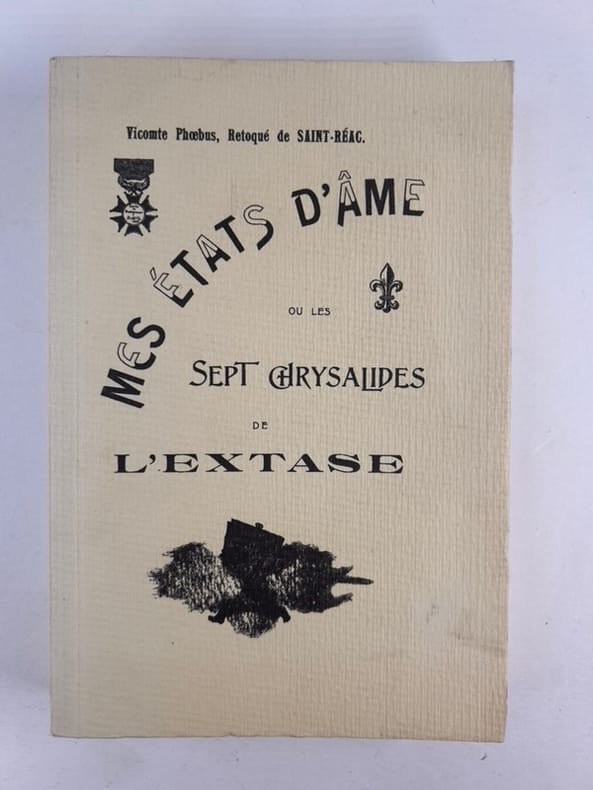 Vicomte Phœbus, Retoqué de SAINT-RÉAC.
MES ÉTATS D'ÂME
OU LES
SEPT CHRYSALIDES
DE
L'EXTASE